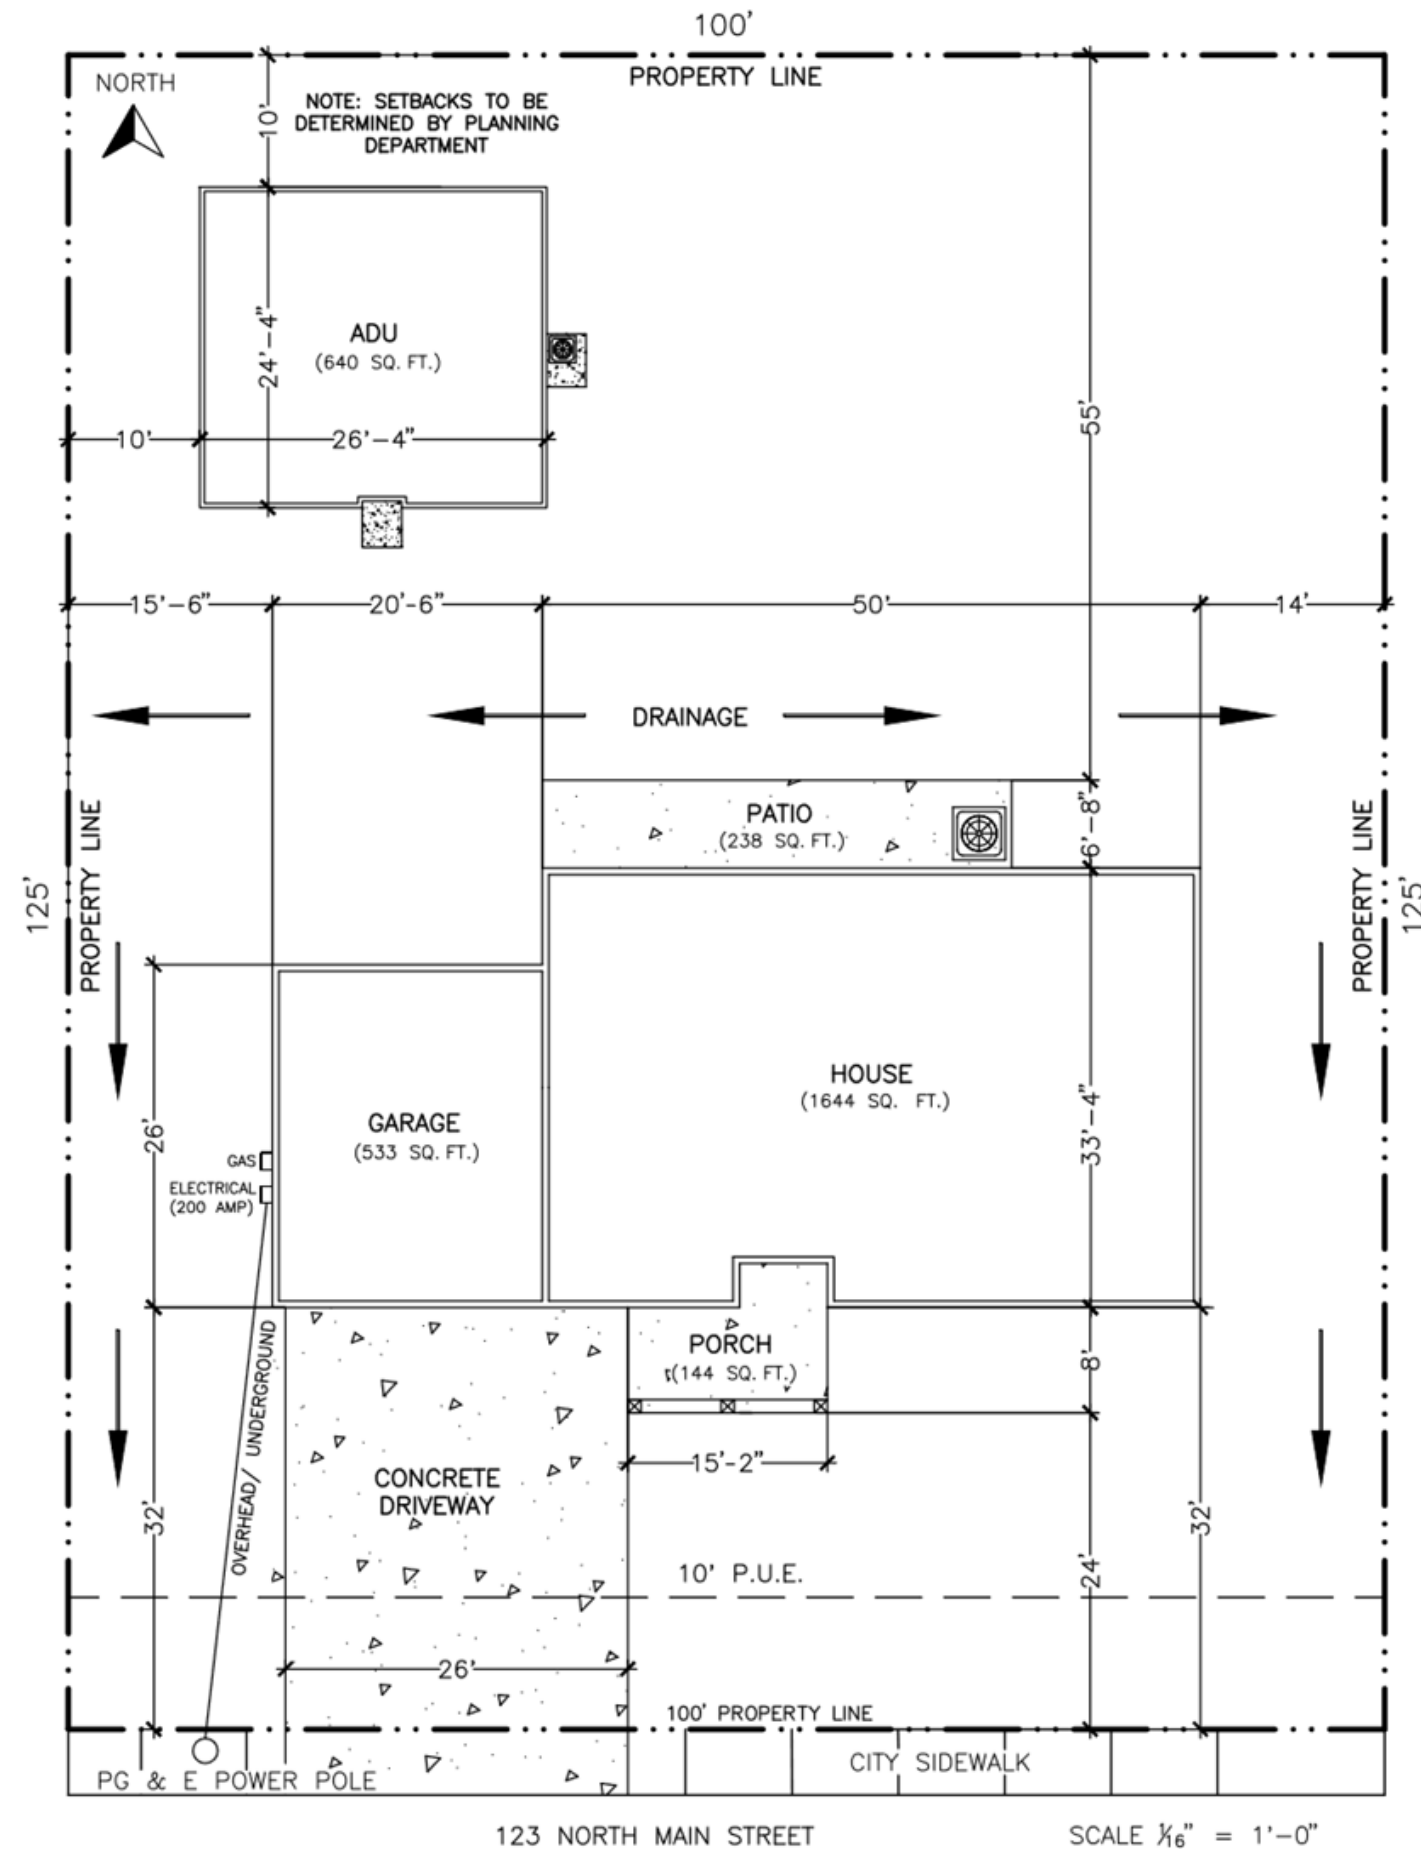 100'
PROPERTY LINE
NORTH
10'
NOTE: SETBACKS TO BE
DETERMINED BY PLANNING
DEPARTMENT
24'-4"
ADU
(640 SQ. FT.)
55'
10'
26'-4"
15'-6"
20'-6"
50'
14'
DRAINAGE
PATIO
(238 SQ. FT.)
6'-8"
125'
PROPERTY LINE
PROPERTY LINE
125'
26'
HOUSE
(1644 SQ. FT.)
33'-4"
GARAGE
(533 SQ. FT.)
GAS
ELECTRICAL
(200 AMP)
OVERHEAD/ UNDERGROUND
PORCH
(144 SQ. FT.)
8'
15'-2"
CONCRETE
DRIVEWAY
32'
32'
24'
10' P.U.E.
26'
100' PROPERTY LINE
CITY SIDEWALK
PG & E POWER POLE
123 NORTH MAIN STREET
SCALE 1/16" = 1'-0"